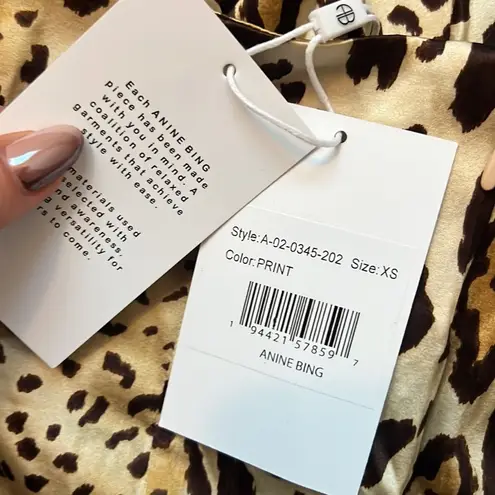 AB
Each ANINE BING
piece has been made
with you in mind. A
coalition of relaxed
garments that achieve
style with ease.
materials used
selected with
awareness,
versatility for
to come.
Style:A-02-0345-202 Size:XS
Color:PRINT
1 94421 57859 7
ANINE BING